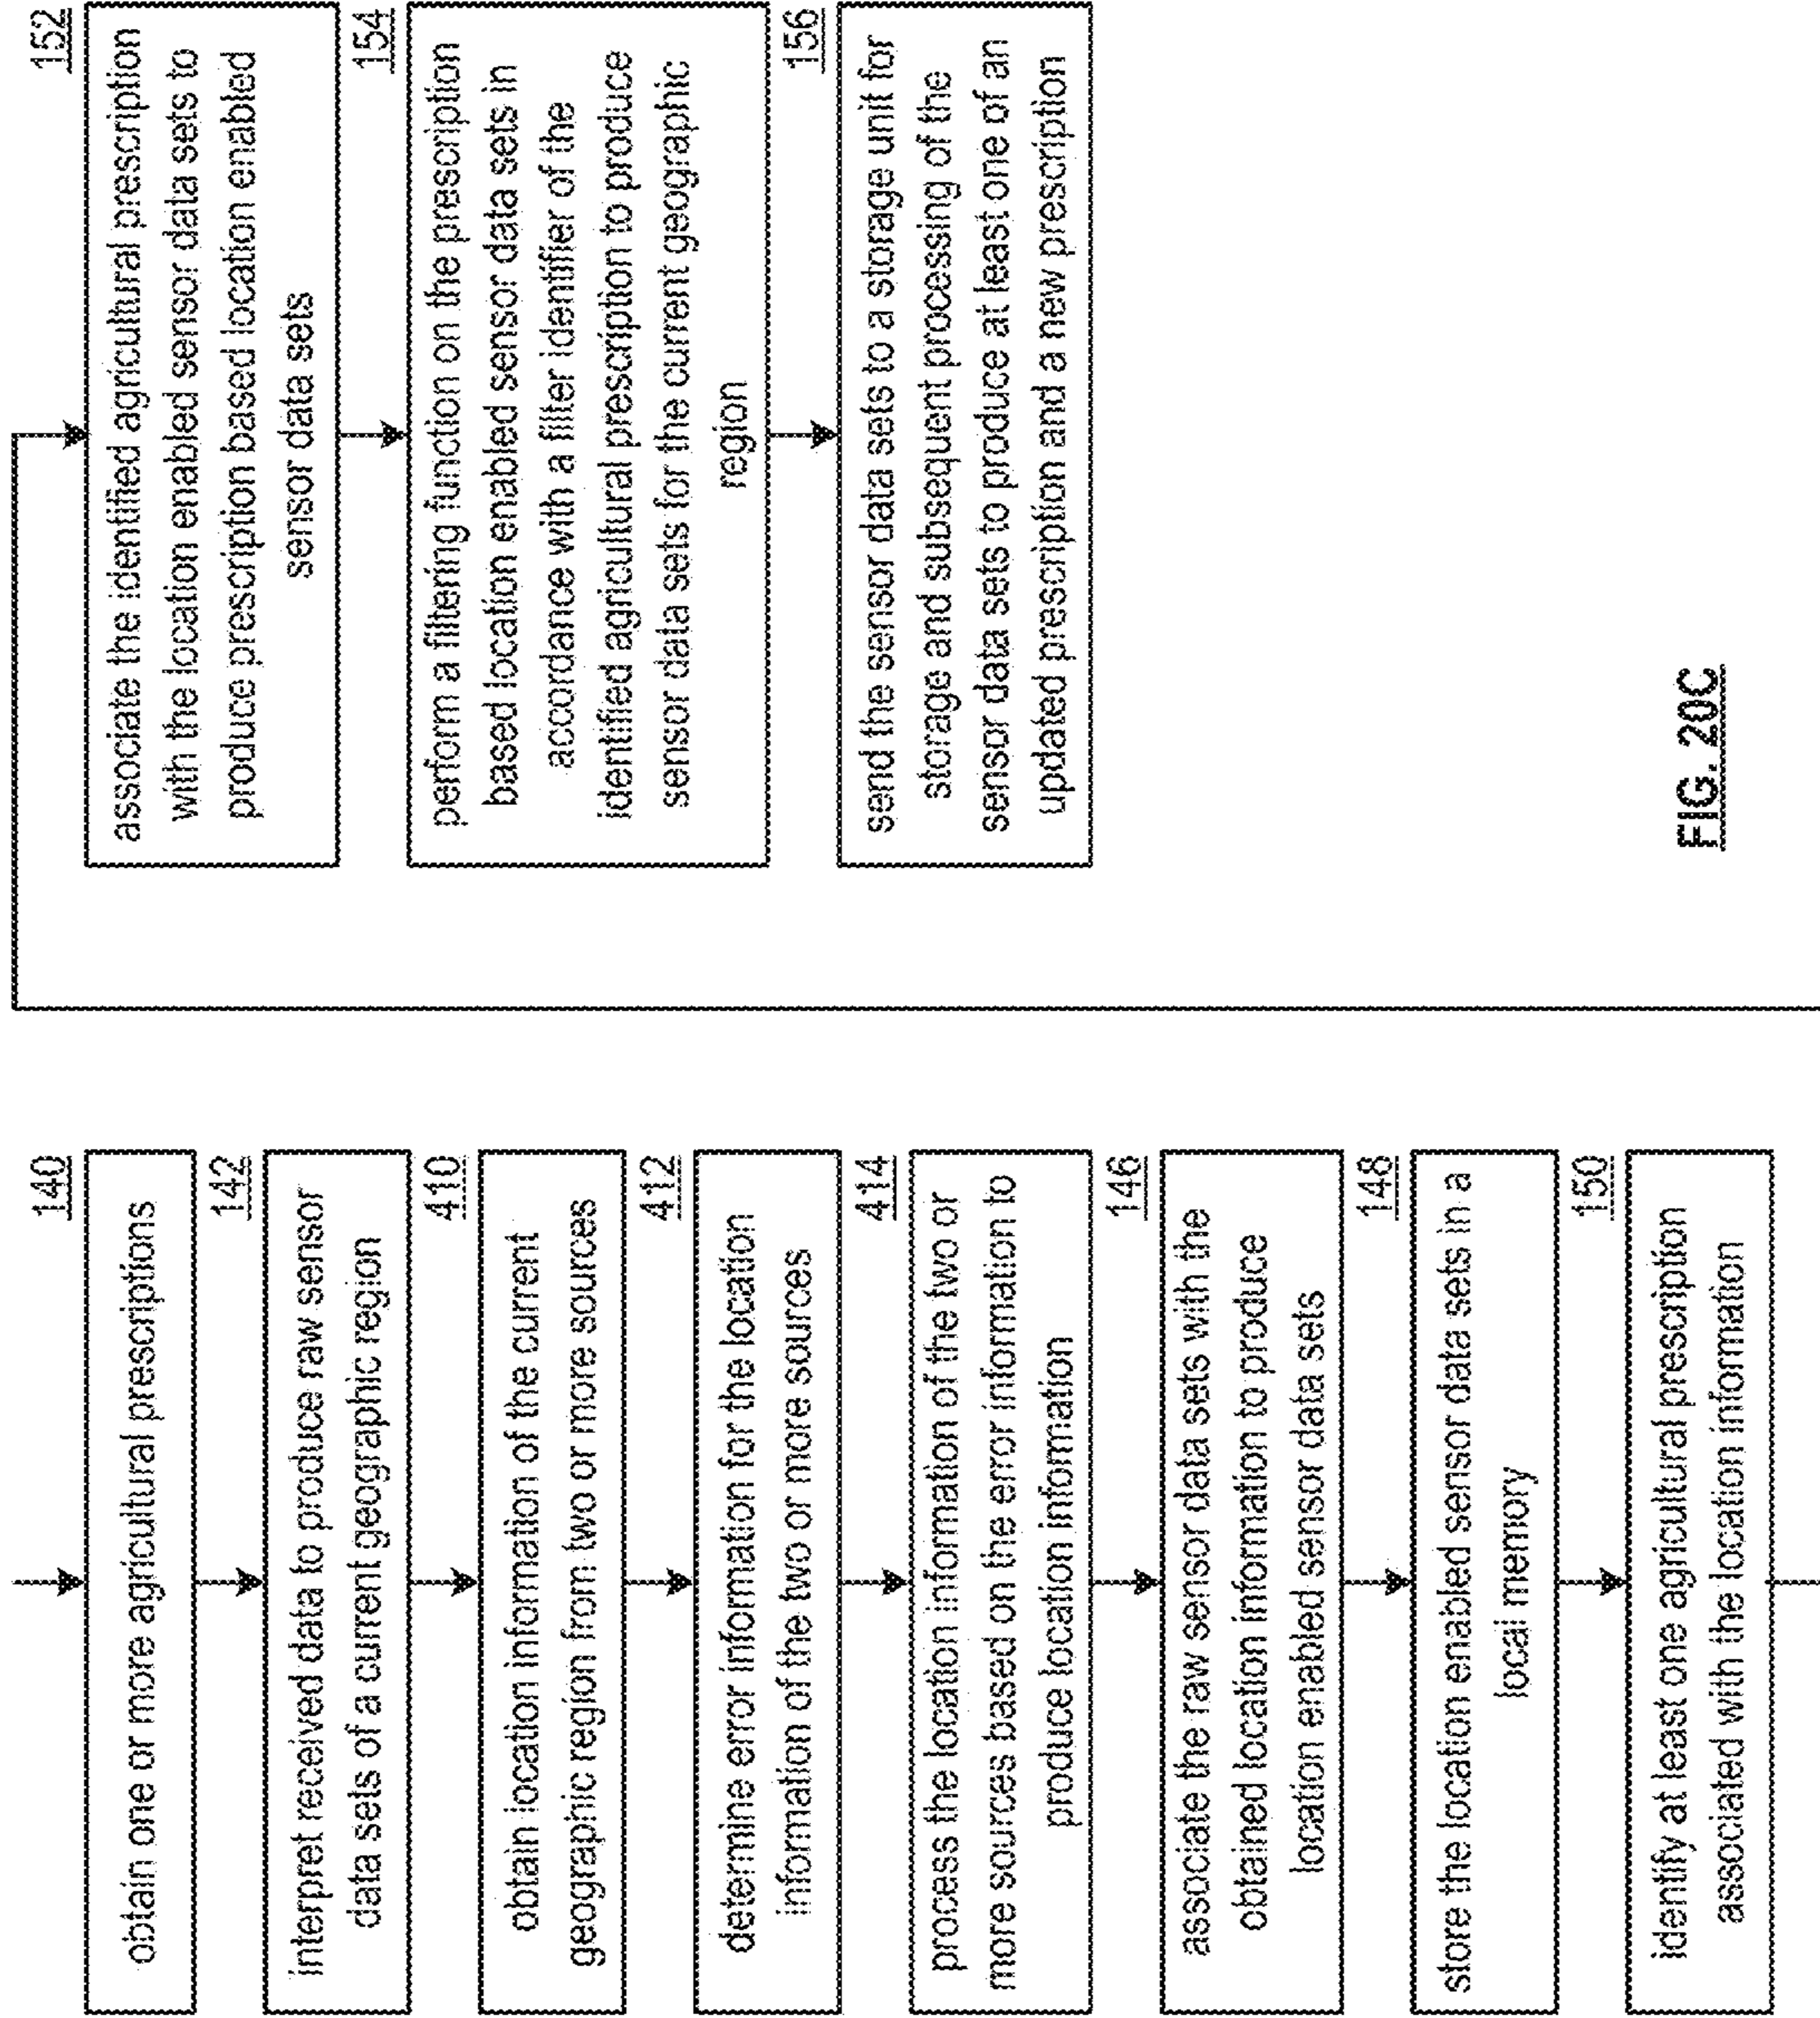 140
obtain one or more agricultural prescriptions
142
interpret received data to produce raw sensor
data sets of a current geographic region
410
obtain location information of the current
geographic region from two or more sources
412
determine error information for the location
information of the two or more sources
414
process the location information of the two or
more sources based on the error information to
produce location information
146
associate the raw sensor data sets with the
obtained location information to produce
location enabled sensor data sets
148
store the location enabled sensor data sets in a
local memory
150
identify at least one agricultural prescription
associated with the location information
152
associate the identified agricultural prescription
with the location enabled sensor data sets to
produce prescription based location enabled
sensor data sets
154
perform a filtering function on the prescription
based location enabled sensor data sets in
accordance with a filter identifier of the
identified agricultural prescription to produce
sensor data sets for the current geographic
region
156
send the sensor data sets to a storage unit for
storage and subsequent processing of the
sensor data sets to produce at least one of an
updated prescription and a new prescription
FIG. 20C